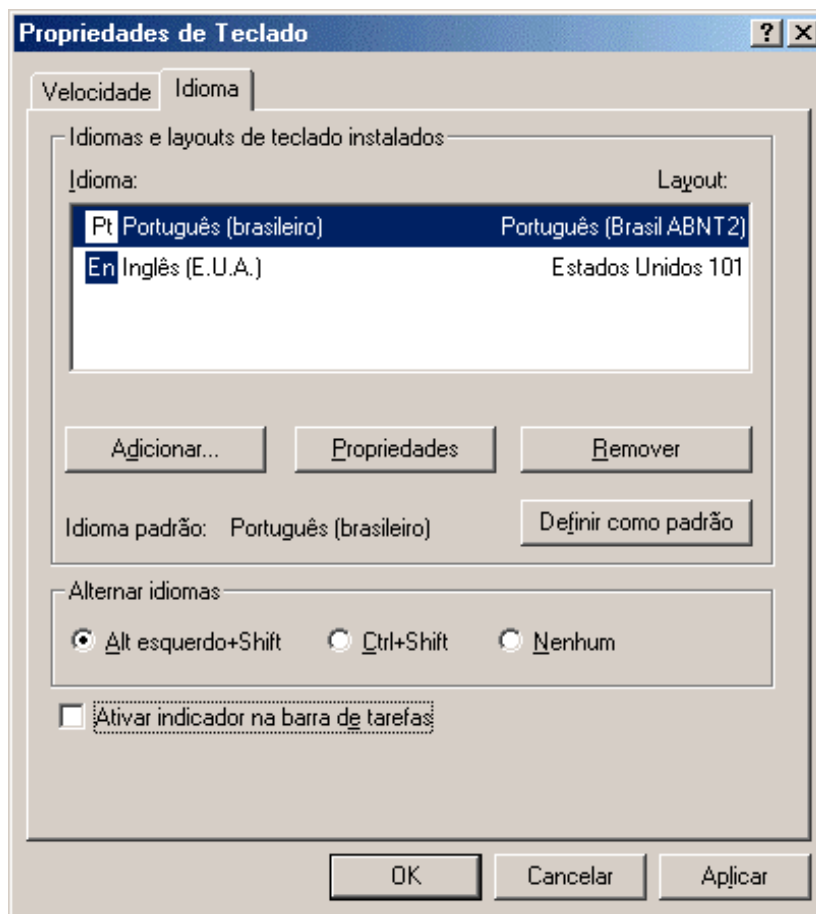 Propriedades de Teclado
Velocidade Idioma
Idiomas e layouts de teclado instalados
Idioma: Layout:
Pt Português (brasileiro) Português (Brasil ABNT2)
En Inglês (E.U.A.) Estados Unidos 101
Adicionar... Propriedades Remover
Idioma padrão: Português (brasileiro) Definir como padrão
Alternar idiomas
Alt esquerdo+Shift Ctrl+Shift Nenhum
Ativar indicador na barra de tarefas
OK Cancelar Aplicar